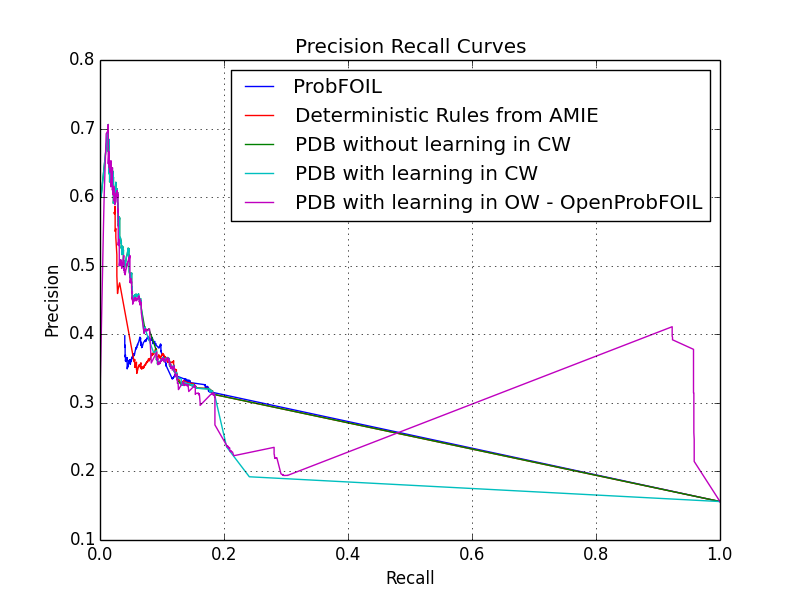 Precision Recall Curves
0.8
0.7
0.6
0.5
0.4
0.3
0.2
0.1
Precision
ProbFOIL
Deterministic Rules from AMIE
PDB without learning in CW
PDB with learning in CW
PDB with learning in OW - OpenProbFOIL
0.0 0.2 0.4 0.6 0.8 1.0
Recall